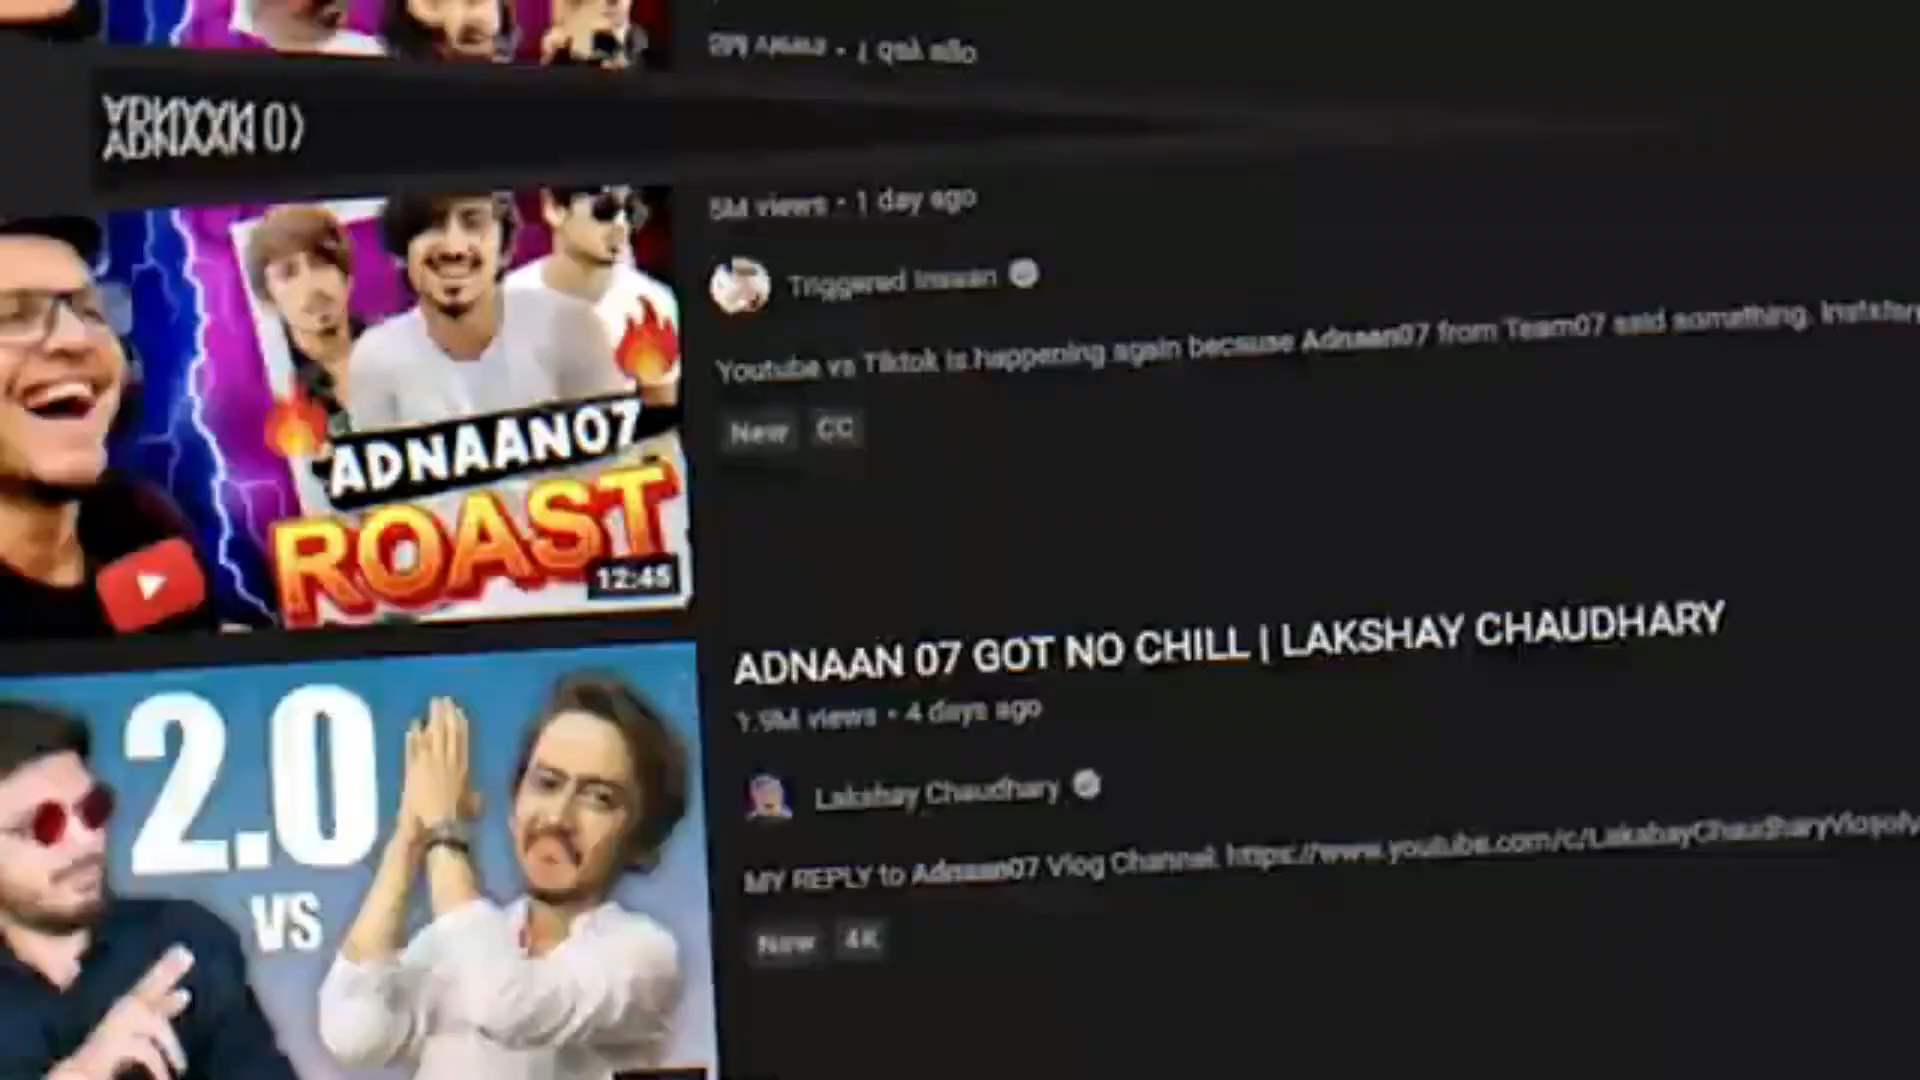 5M views • 1 day ago
Triggered Insaan
Youtube vs Tiktok is happening again because Adnaan07 from Team07 said something.
New CC
ADNAAN07
ROAST
12:45
ADNAAN 07 GOT NO CHILL | LAKSHAY CHAUDHARY
1.9M views • 4 days ago
Lakshay Chaudhary
MY REPLY to Adnaan07 Vlog Channel: https://www.youtube.com/c/LakshayChaudharyVlogs
New 4K
2.0
VS